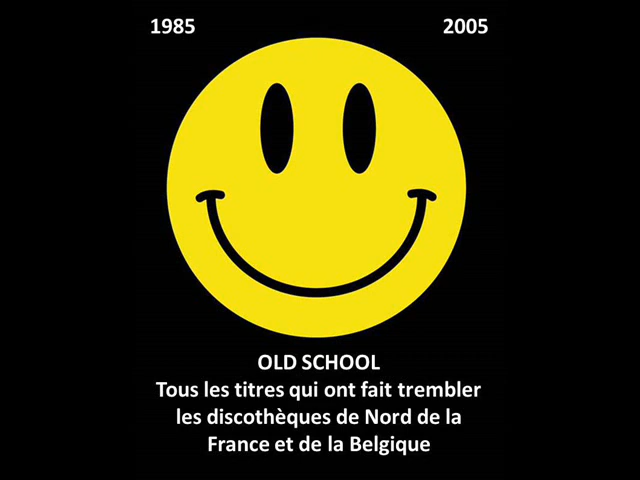 1985 2005
OLD SCHOOL
Tous les titres qui ont fait trembler
les discothèques de Nord de la
France et de la Belgique